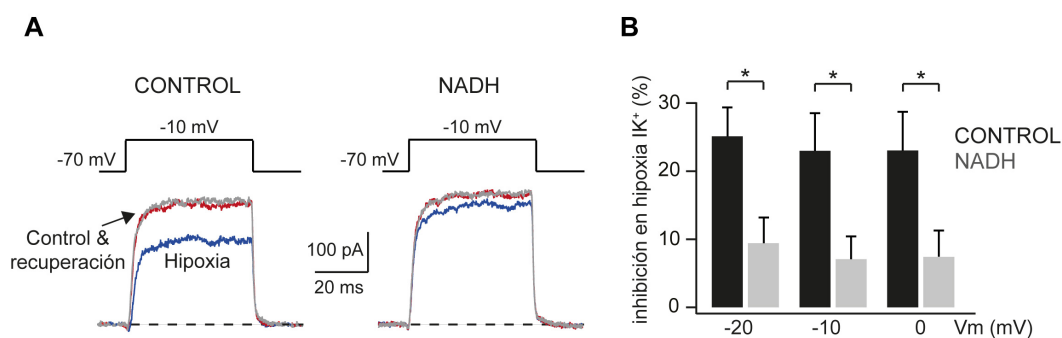 A
CONTROL
-10 mV
-70 mV
Control &
recuperación
Hipoxia
100 pA
20 ms
NADH
-10 mV
-70 mV
B
inhibición en hipoxia IK⁺ (%)
30
20
10
0
* * *
CONTROL
NADH
-20 -10 0 Vm (mV)